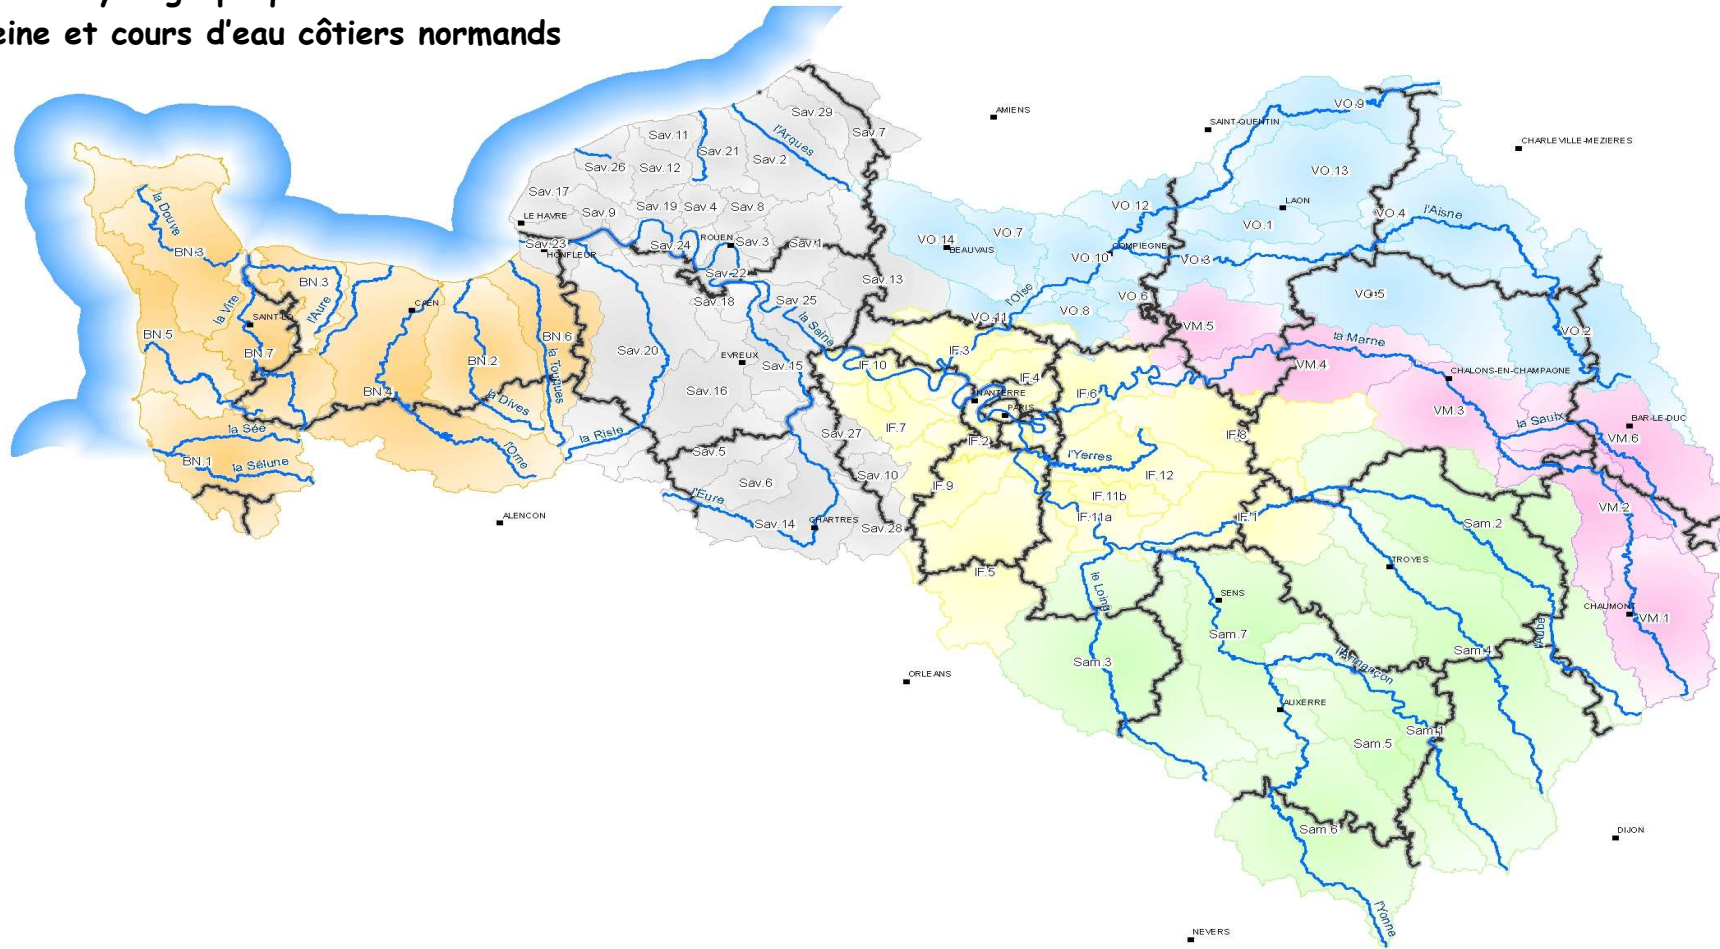 eine et cours d'eau côtiers normands
AMIENS
SAINT-QUENTIN
CHARLEVILLE-MEZIERES
VO.9
Sav.29
Sav.7
Sav.11
Sav.21
l'Arques
Sav.2
Sav.26
Sav.12
VO.13
Sav.17
LE HAVRE
Sav.9
Sav.19
Sav.4
Sav.8
VO.12
LAON
VO.1
VO.4
l'Aisne
la Douve
BN.3
Sav.23
HONFLEUR
Sav.24
ROUEN
Sav.3
Sav.1
VO.14
BEAUVAIS
VO.7
COMPIEGNE
VO.10
VO.3
Sav.22
Sav.13
BN.3
l'Aure
la Vire
SAINT-LO
CAEN
Sav.18
Sav.25
la Seine
l'Oise
VO.11
VO.8
VO.6
VO.5
VO.2
BN.5
BN.7
BN.2
BN.6
la Touques
BN.4
la Dives
Sav.20
EVREUX
Sav.15
Sav.16
IF.10
IF.3
IF.4
NANTERRE
PARIS
IF.6
VM.5
la Marne
VM.4
CHALONS-EN-CHAMPAGNE
VM.3
la Saulx
BAR-LE-DUC
VM.6
la Sée
BN.1
la Sélune
l'Orne
la Risle
Sav.27
IF.7
IF.2
IF.8
l'Yerres
IF.12
Sav.5
Sav.6
Sav.10
IF.9
l'Eure
Sav.14
CHARTRES
Sav.28
IF.11b
IF.11a
IF.1
Sam.2
VM.2
ALENCON
IF.5
le Loing
SENS
TROYES
CHAUMONT
VM.1
l'Aube
Sam.7
Sam.3
Sam.4
l'Armançon
ORLEANS
AUXERRE
Sam.5
Sam.1
Sam.6
DIJON
l'Yonne
NEVERS